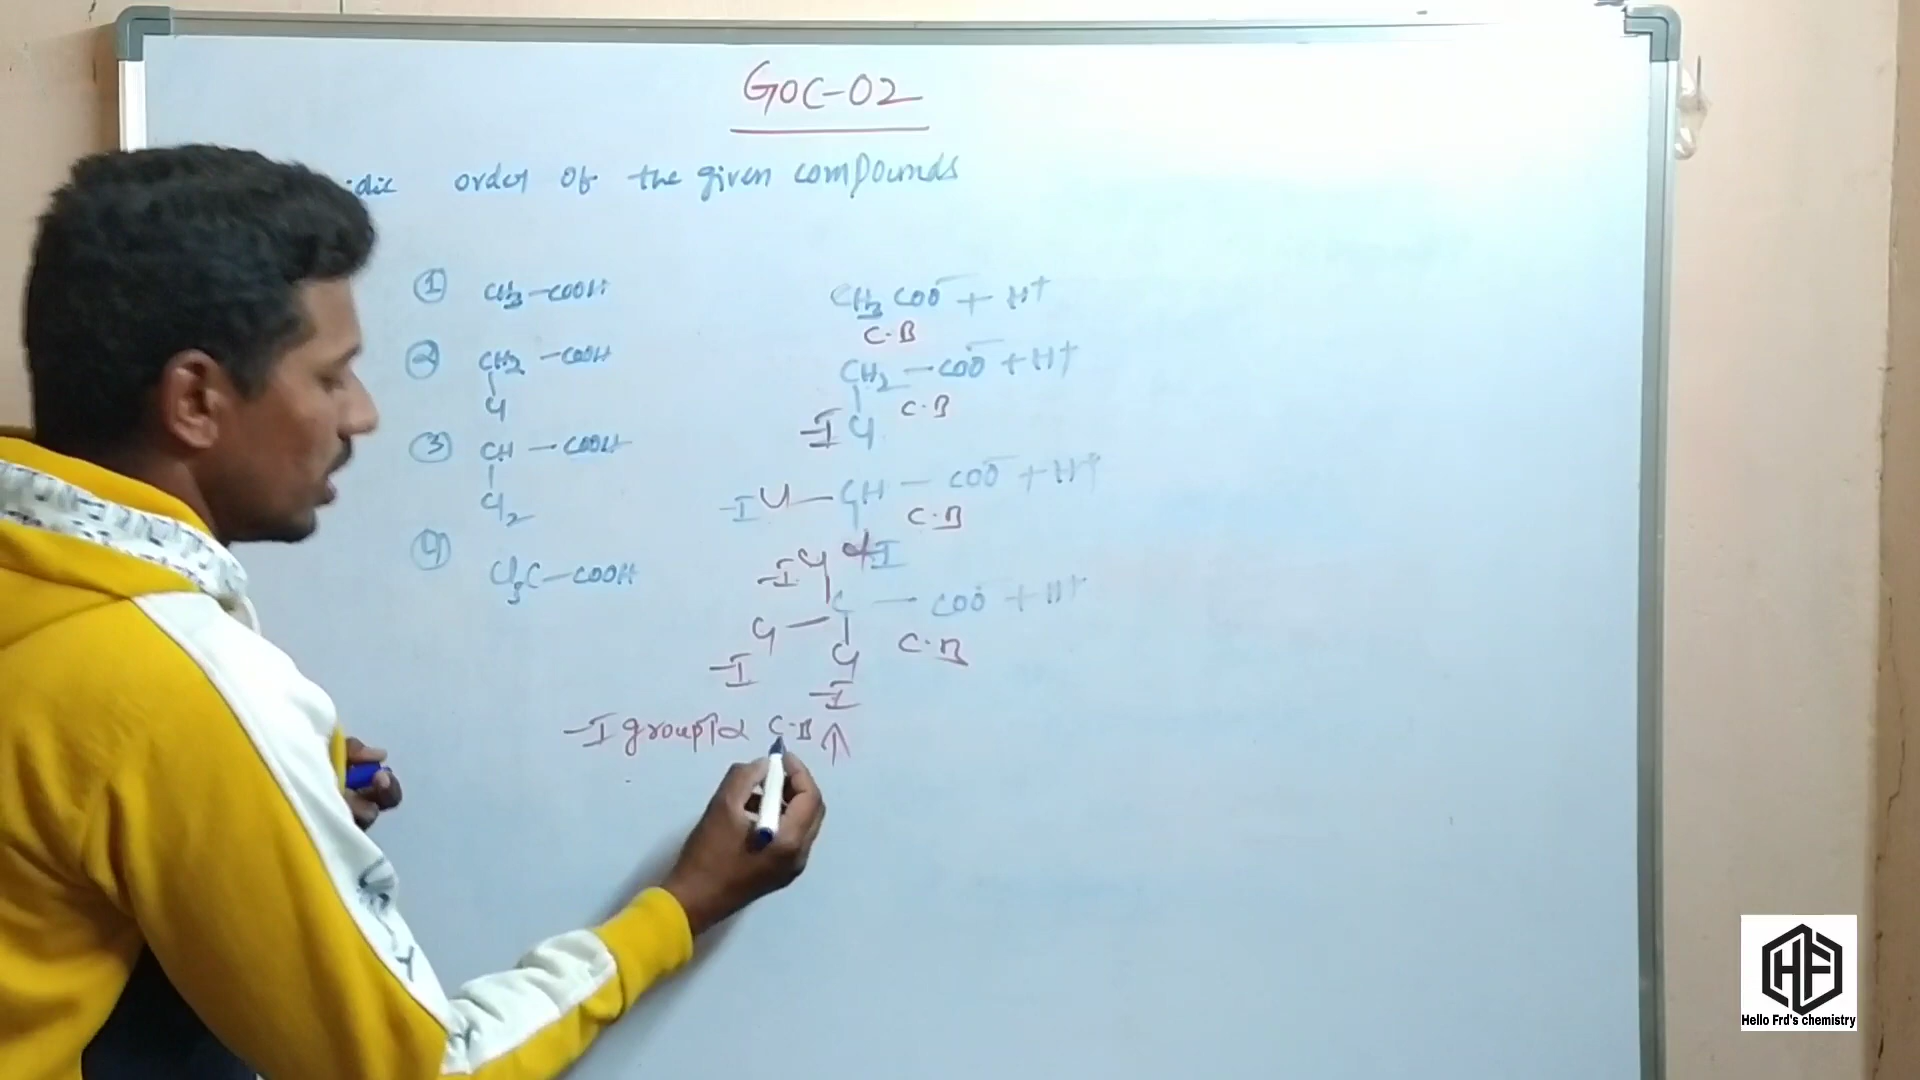 GOC-02
order of the given compounds
① CH3-COOH
CH3 COO⁻ + H⁺
C-B
② CH2 -COOH
Cl
CH2 -COO⁻ + H⁺
C-B
-I Cl
③ CH - COOH
Cl2
-I Cl - CH - COO⁻ + H⁺
C-B
Cl -I
④ Cl3C-COOH
-I Cl
C - COO⁻ + H⁺
Cl
-I
Cl
-I
C-B
-I group↑ α C-B ↑
HF
Hello Frd's chemistry